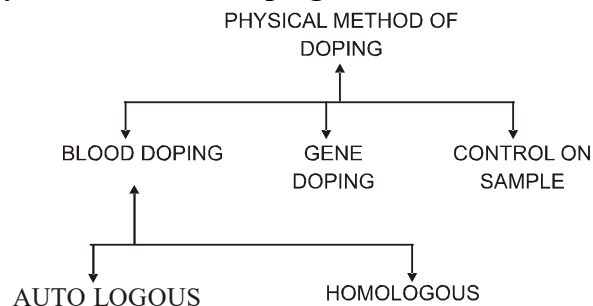 PHYSICAL METHOD OF
DOPING
BLOOD DOPING
GENE
DOPING
CONTROL ON
SAMPLE
AUTO LOGOUS
HOMOLOGOUS